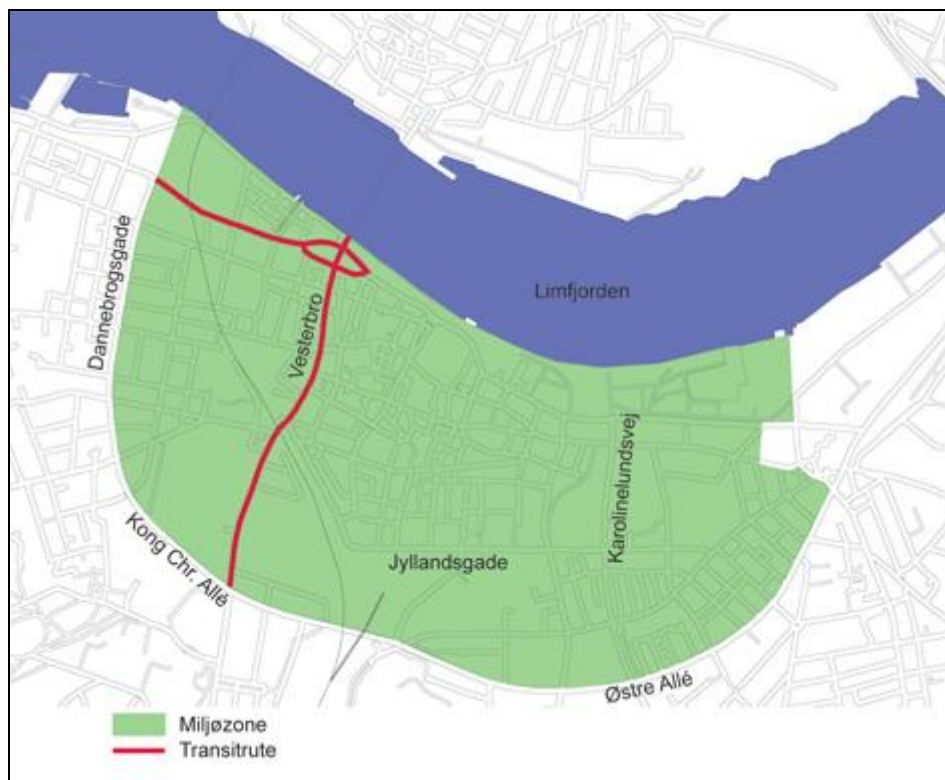 Limfjorden
Dannebrogsgade
Vesterbro
Karolinelundsvej
Kong Chr. Allé
Jyllandsgade
Østre Allé
Miljøzone
Transitrute